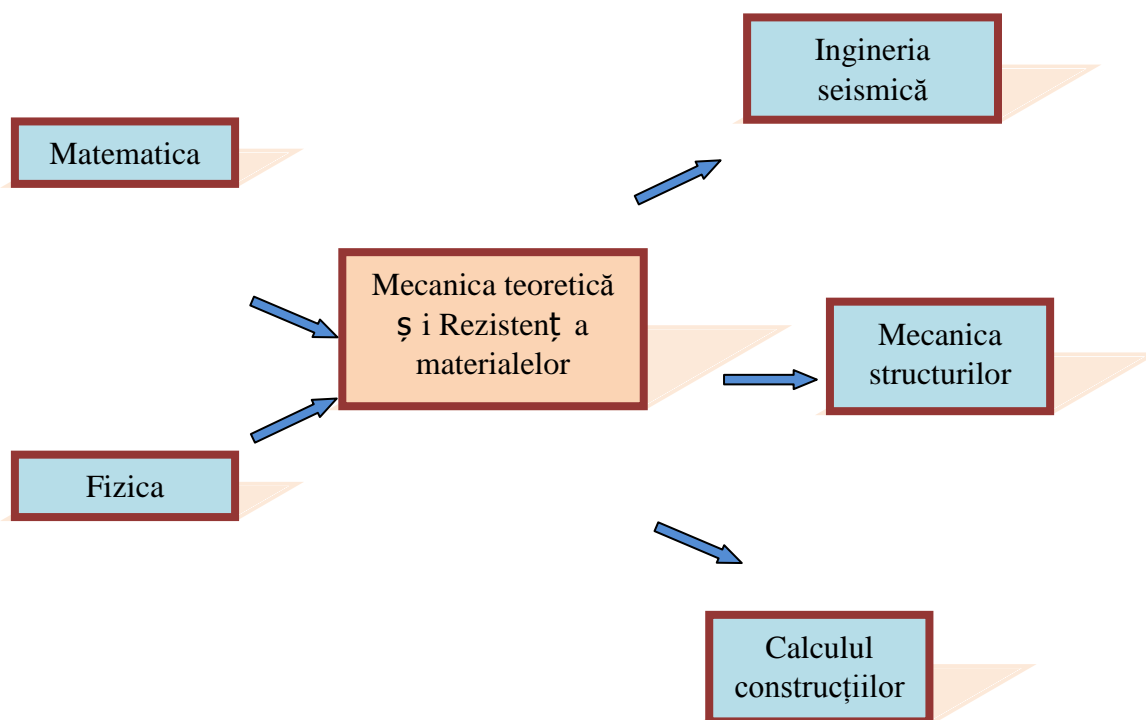 Ingineria
seismică
Matematica
Mecanica teoretică
ș i Rezistenț a
materialelor
Mecanica
structurilor
Fizica
Calculul
construcțiilor